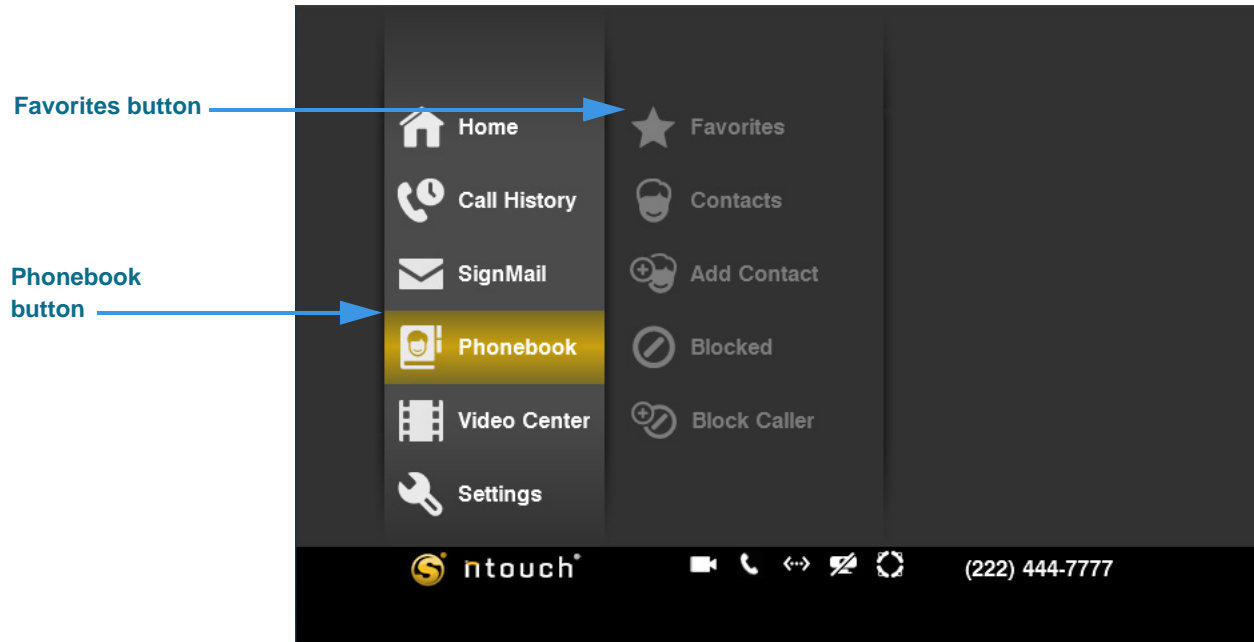 Favorites button
Home
Favorites
Call History
Contacts
SignMail
Add Contact
Phonebook
button
Phonebook
Blocked
Video Center
Block Caller
Settings
S ntouch®
(222) 444-7777